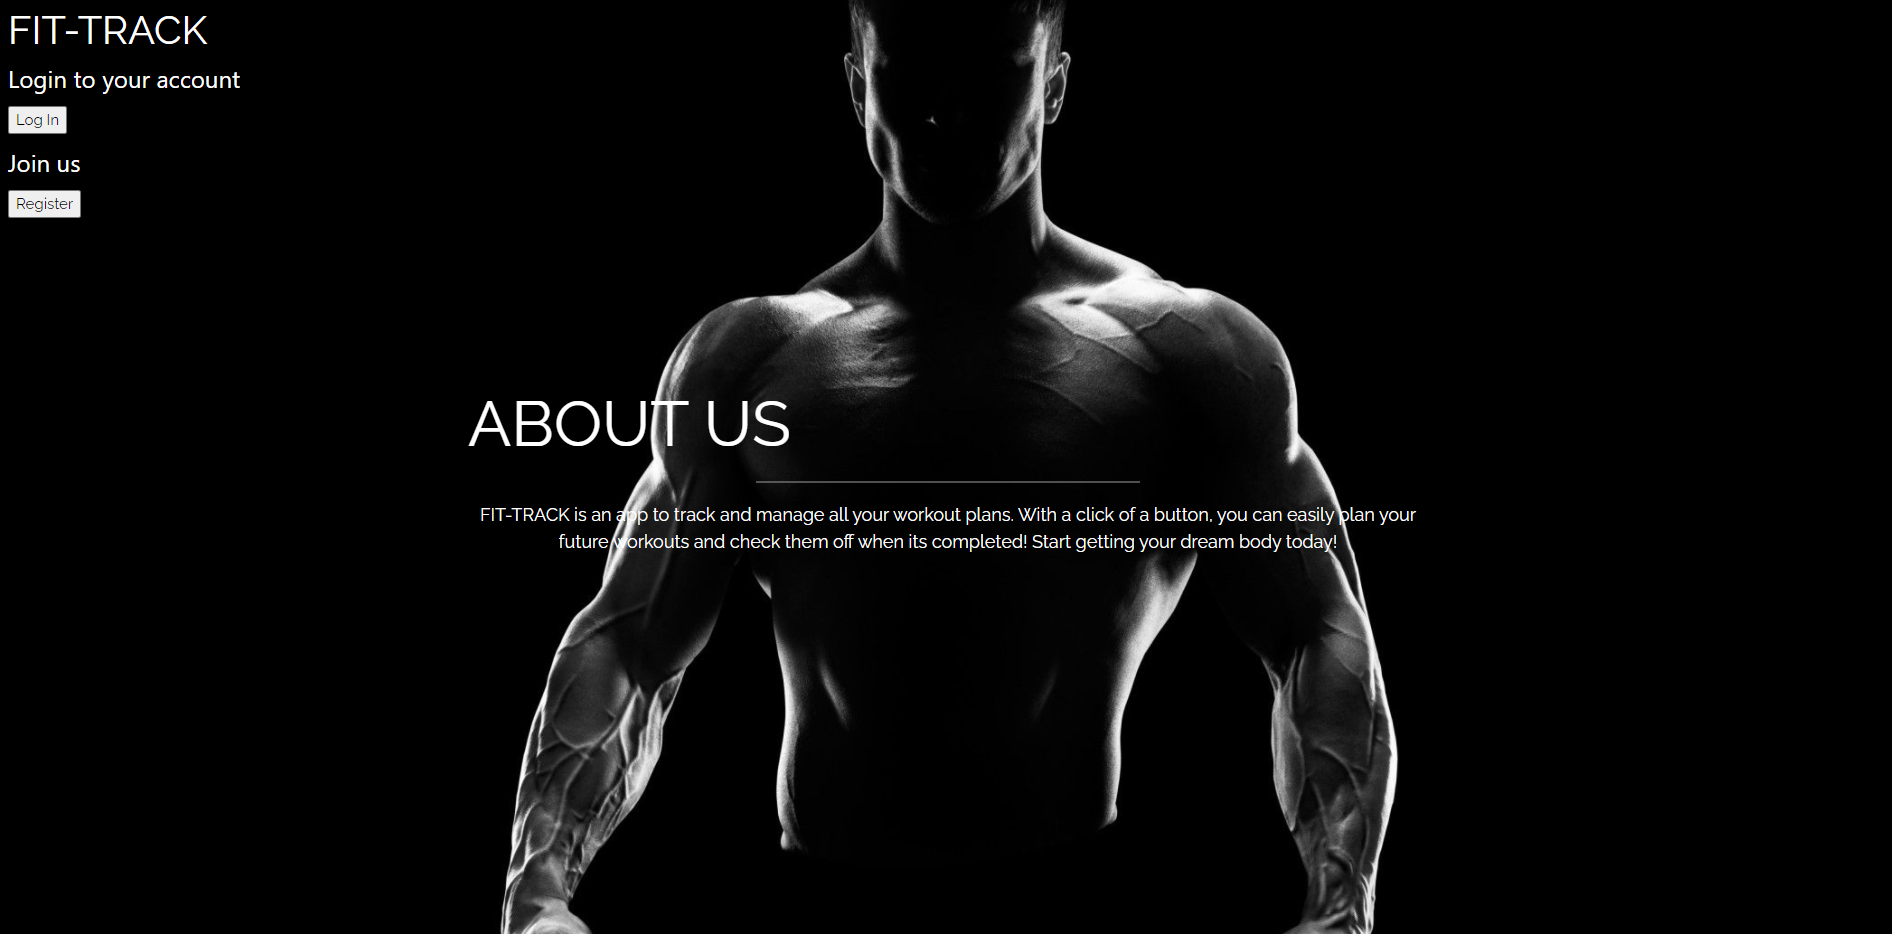 FIT-TRACK
Login to your account
Log In
Join us
Register
ABOUT US
FIT-TRACK is an app to track and manage all your workout plans. With a click of a button, you can easily plan your
future workouts and check them off when its completed! Start getting your dream body today!